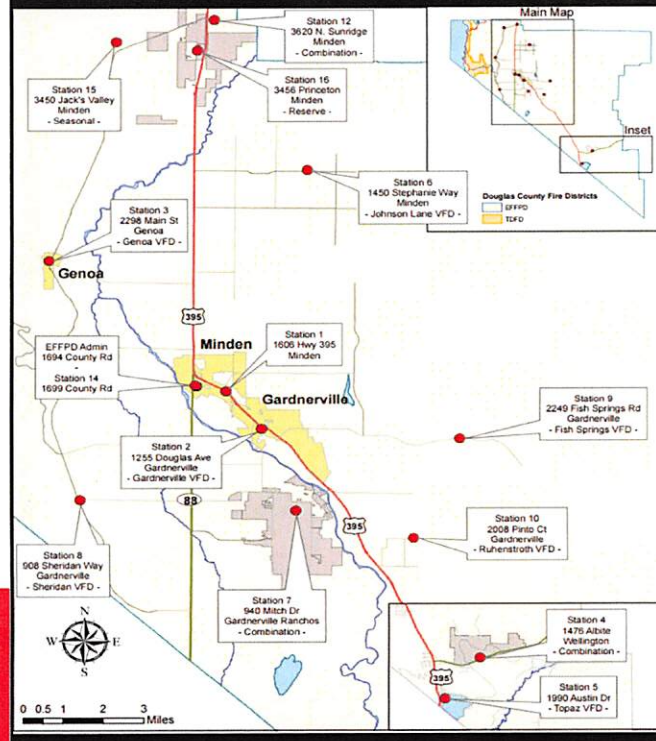 Station 12
3620 N. Sunridge
Minden
- Combination -
Main Map
Station 15
3450 Jack's Valley
Minden
- Seasonal -
Station 16
3456 Princeton
Minden
- Reserve -
Inset
Station 6
1450 Stephanie Way
Minden
- Johnson Lane VFD -
Douglas County Fire Districts
EFFPD
TDFD
Station 3
2298 Main St
Genoa
- Genoa VFD -
Genoa
395
EFFPD Admin
1694 County Rd
-
Station 14
1699 County Rd
Minden
Station 1
1606 Hwy 395
Minden
Gardnerville
Station 9
2249 Fish Springs Rd
Gardnerville
- Fish Springs VFD -
Station 2
1255 Douglas Ave
Gardnerville
- Gardnerville VFD -
88
395
Station 10
2008 Pinto Ct
Gardnerville
- Ruhenstroth VFD -
Station 8
908 Sheridan Way
Gardnerville
- Sheridan VFD -
Station 7
940 Mitch Dr
Gardnerville Ranchos
- Combination -
Station 4
1476 Albite
Wellington
- Combination -
395
Station 5
1990 Austin Dr
- Topaz VFD -
N
W E
S
0 0.5 1 2 3
Miles